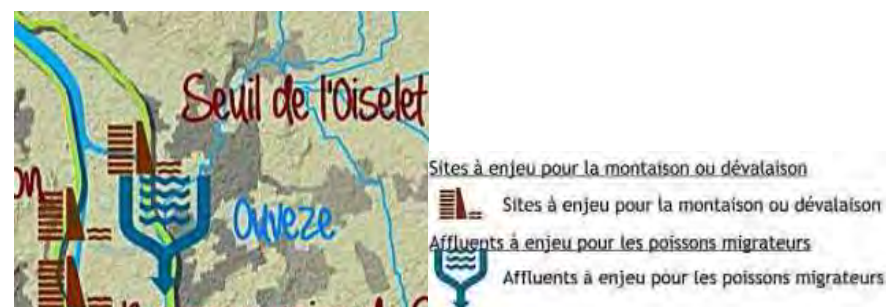 Seuil de l'Oiselet
Ouveze
Sites à enjeu pour la montaison ou dévalaison
Sites à enjeu pour la montaison ou dévalaison
Affluents à enjeu pour les poissons migrateurs
Affluents à enjeu pour les poissons migrateurs